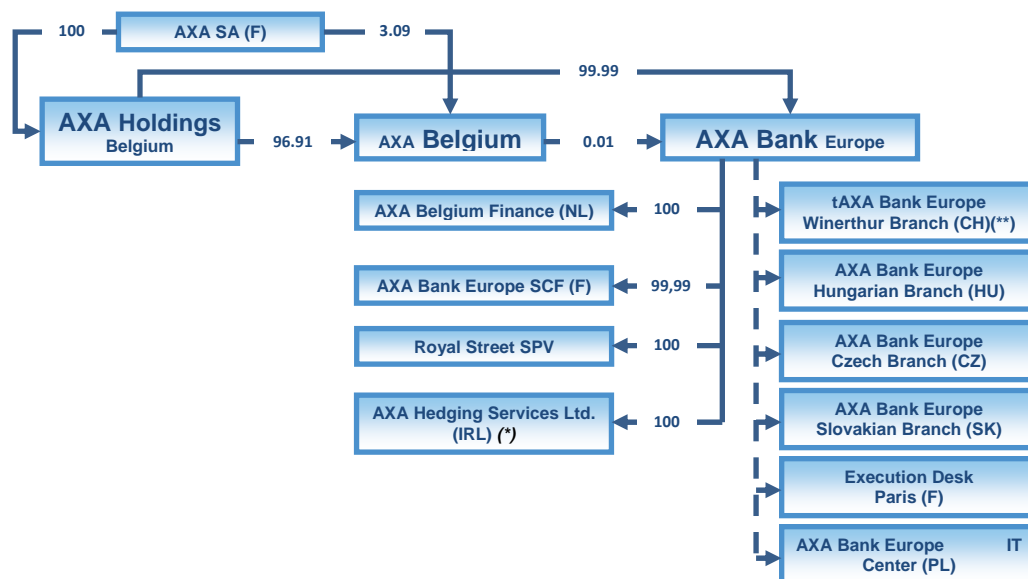 100
AXA SA (F)
3.09
99.99
AXA Holdings
Belgium
96.91
AXA Belgium
0.01
AXA Bank Europe
AXA Belgium Finance (NL)
100
tAXA Bank Europe
Winerthur Branch (CH)(**)
AXA Bank Europe SCF (F)
99,99
AXA Bank Europe
Hungarian Branch (HU)
Royal Street SPV
100
AXA Bank Europe
Czech Branch (CZ)
AXA Hedging Services Ltd.
(IRL) (*)
100
AXA Bank Europe
Slovakian Branch (SK)
Execution Desk
Paris (F)
AXA Bank Europe IT
Center (PL)